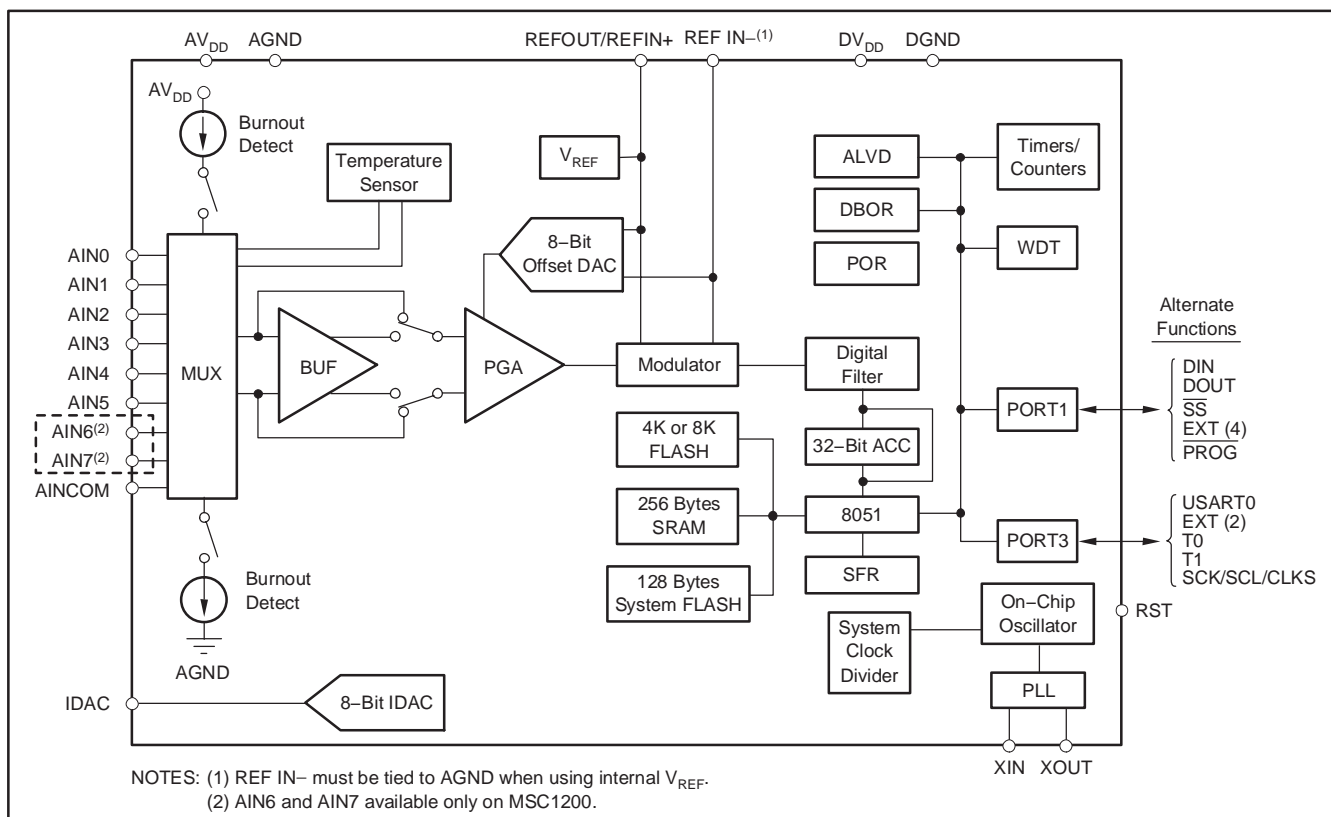 AVDD
AGND
REFOUT/REFIN+
REF IN−(1)
DVDD
DGND
AVDD
Burnout
Detect
Temperature
Sensor
VREF
8−Bit
Offset DAC
ALVD
DBOR
POR
Timers/
Counters
WDT
AIN0
AIN1
AIN2
AIN3
AIN4
AIN5
AIN6(2)
AIN7(2)
AINCOM
MUX
BUF
PGA
Modulator
Digital
Filter
Alternate
Functions
PORT1
DIN
DOUT
SS
EXT (4)
PROG
4K or 8K
FLASH
32−Bit ACC
256 Bytes
SRAM
8051
128 Bytes
System FLASH
SFR
PORT3
USART0
EXT (2)
T0
T1
SCK/SCL/CLKS
Burnout
Detect
AGND
System
Clock
Divider
On−Chip
Oscillator
RST
PLL
IDAC
8−Bit IDAC
XIN
XOUT
NOTES: (1) REF IN− must be tied to AGND when using internal VREF.
(2) AIN6 and AIN7 available only on MSC1200.